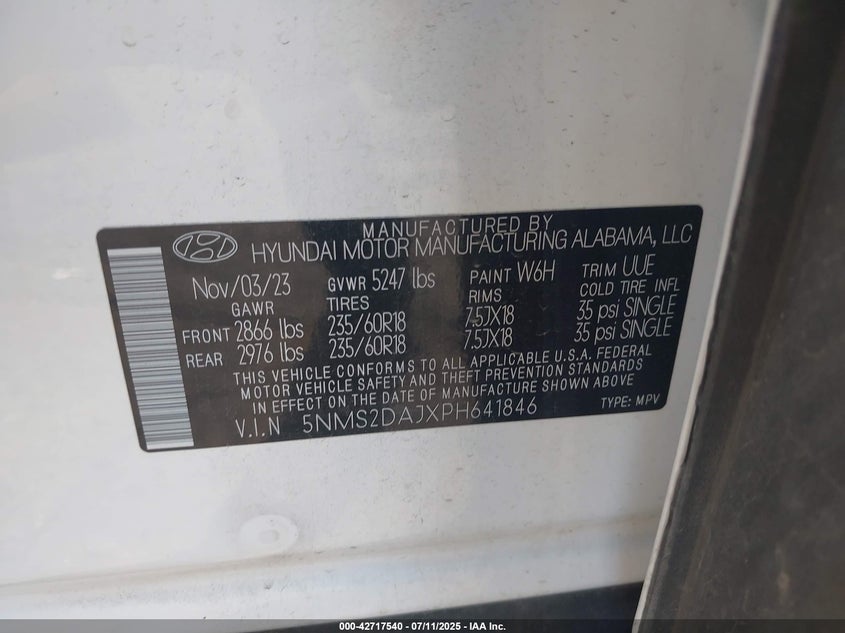 MANUFACTURED BY
HYUNDAI MOTOR MANUFACTURING ALABAMA, LLC
Nov/03/23 GVWR 5247 lbs PAINT W6H TRIM UUE
GAWR TIRES RIMS COLD TIRE INFL
FRONT 2866 lbs 235/60R18 7.5JX18 35 psi SINGLE
REAR 2976 lbs 235/60R18 7.5JX18 35 psi SINGLE
THIS VEHICLE CONFORMS TO ALL APPLICABLE U.S.A. FEDERAL
MOTOR VEHICLE SAFETY AND THEFT PREVENTION STANDARDS
IN EFFECT ON THE DATE OF MANUFACTURE SHOWN ABOVE
V.I.N 5NMS2DAJXPH641846 TYPE: MPV
000-42717540 - 07/11/2025 - IAA Inc.